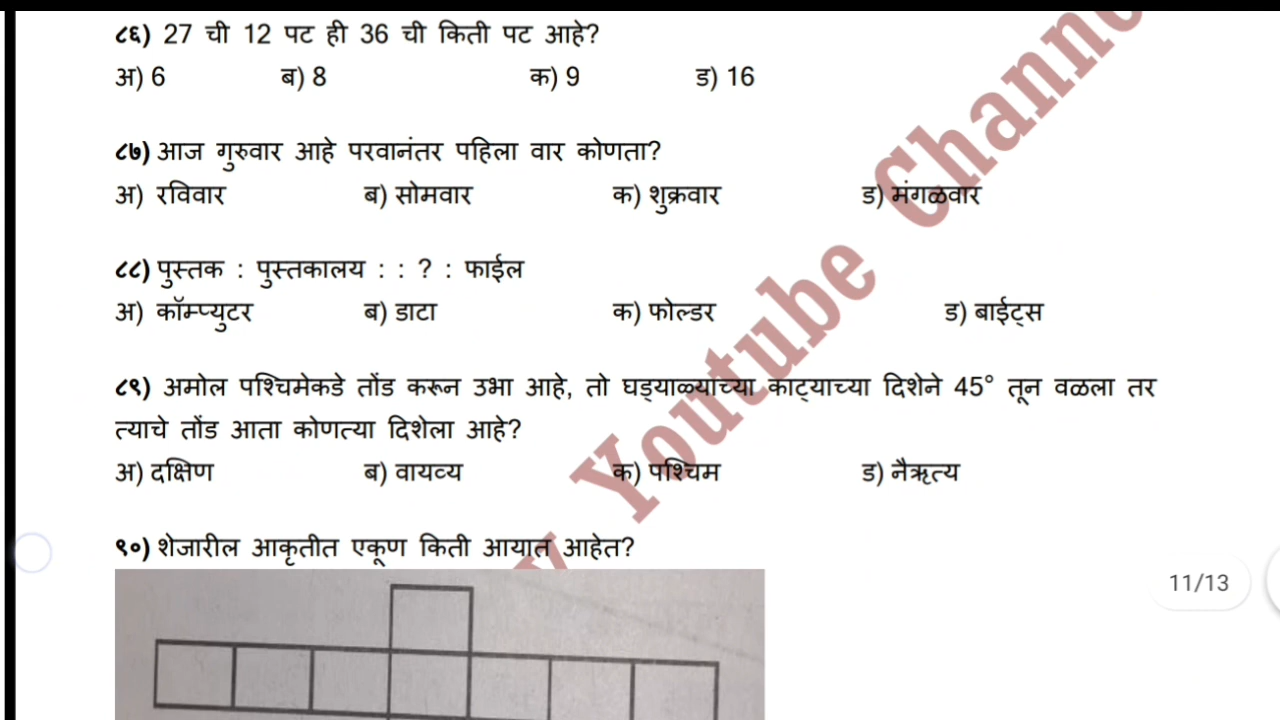 ८६) 27 ची 12 पट ही 36 ची किती पट आहे?
अ) 6 ब) 8 क) 9 ड) 16
८७) आज गुरुवार आहे परवानंतर पहिला वार कोणता?
अ) रविवार ब) सोमवार क) शुक्रवार ड) मंगळवार
८८) पुस्तक : पुस्तकालय : : ? : फाईल
अ) कॉम्प्युटर ब) डाटा क) फोल्डर ड) बाईट्स
८९) अमोल पश्चिमेकडे तोंड करून उभा आहे, तो घड्याळ्यांच्या काट्याच्या दिशेने 45° तून वळला तर
त्याचे तोंड आता कोणत्या दिशेला आहे?
अ) दक्षिण ब) वायव्य क) पश्चिम ड) नैऋत्य
९०) शेजारील आकृतीत एकूण किती आयात आहेत?
11/13
Youtube Channe